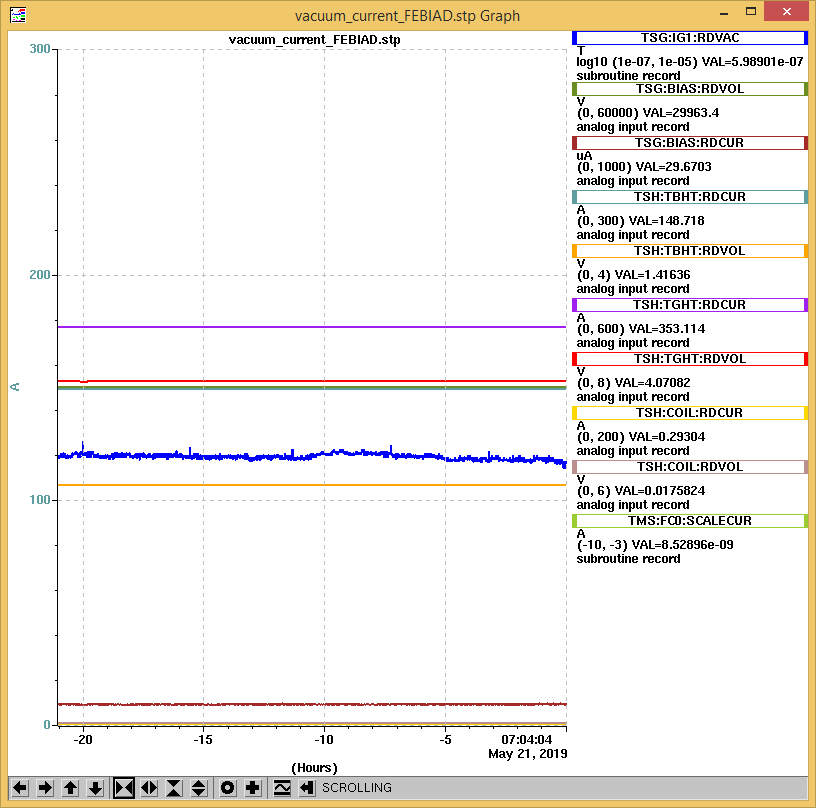 vacuum_current_FEBIAD.stp Graph
vacuum_current_FEBIAD.stp
300
200
100
0
A
-20
-15
-10
-5
07:04:04
May 21, 2019
(Hours)
TSG:IG1:RDVAC
T
log10 (1e-07, 1e-05) VAL=5.98901e-07
subroutine record
TSG:BIAS:RDVOL
V
(0, 60000) VAL=29963.4
analog input record
TSG:BIAS:RDCUR
uA
(0, 1000) VAL=29.6703
analog input record
TSH:TBHT:RDCUR
A
(0, 300) VAL=148.718
analog input record
TSH:TBHT:RDVOL
V
(0, 4) VAL=1.41636
analog input record
TSH:TGHT:RDCUR
A
(0, 600) VAL=353.114
analog input record
TSH:TGHT:RDVOL
V
(0, 8) VAL=4.07082
analog input record
TSH:COIL:RDCUR
A
(0, 200) VAL=0.29304
analog input record
TSH:COIL:RDVOL
V
(0, 6) VAL=0.0175824
analog input record
TMS:FC0:SCALECUR
A
(-10, -3) VAL=8.52896e-09
subroutine record
SCROLLING